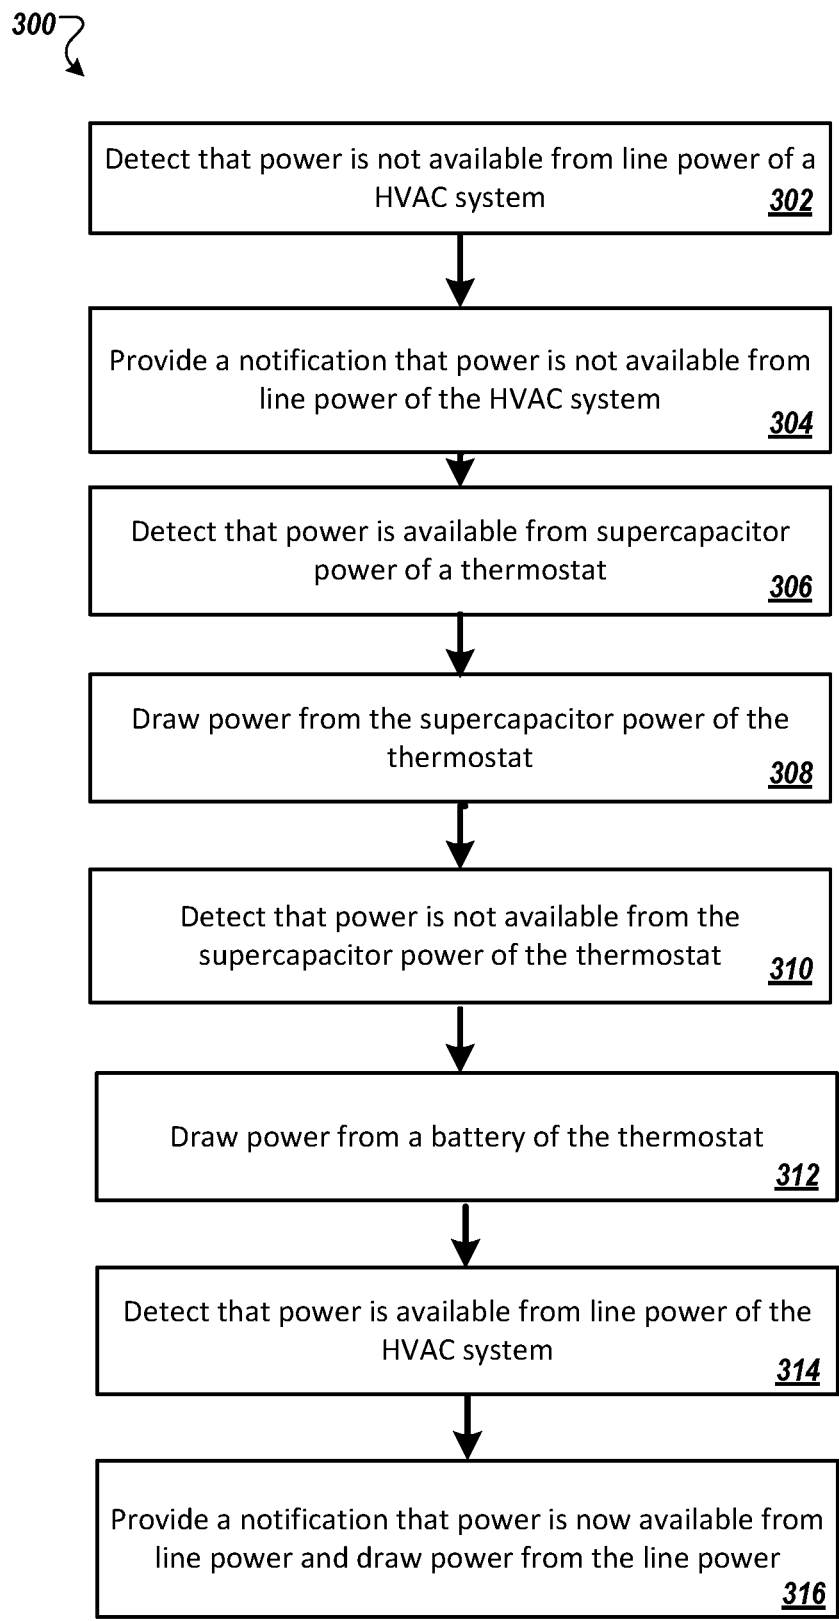 300
Detect that power is not available from line power of a
HVAC system
302
Provide a notification that power is not available from
line power of the HVAC system
304
Detect that power is available from supercapacitor
power of a thermostat
306
Draw power from the supercapacitor power of the
thermostat
308
Detect that power is not available from the
supercapacitor power of the thermostat
310
Draw power from a battery of the thermostat
312
Detect that power is available from line power of the
HVAC system
314
Provide a notification that power is now available from
line power and draw power from the line power
316